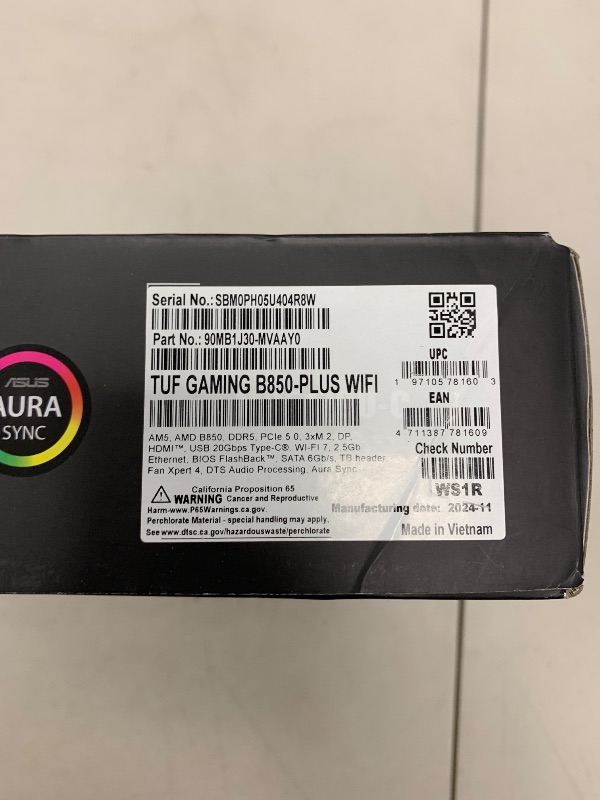 ASUS
AURA
SYNC
Serial No.: SBM0PH05U404R8W
Part No.: 90MB1J30-MVAAY0
TUF GAMING B850-PLUS WIFI
AM5, AMD B850, DDR5, PCIe 5.0, 3xM.2, DP,
HDMI™, USB 20Gbps Type-C®, WI-FI 7, 2.5Gb
Ethernet, BIOS FlashBack™, SATA 6Gb/s, TB header,
Fan Xpert 4, DTS Audio Processing, Aura Sync
California Proposition 65
WARNING Cancer and Reproductive
Harm-www.P65Warnings.ca.gov.
Perchlorate Material - special handling may apply.
See www.dtsc.ca.gov/hazardouswaste/perchlorate
UPC
1 97105 78160 3
EAN
4 711387 781609
Check Number
WS1R
Manufacturing date: 2024-11
Made in Vietnam